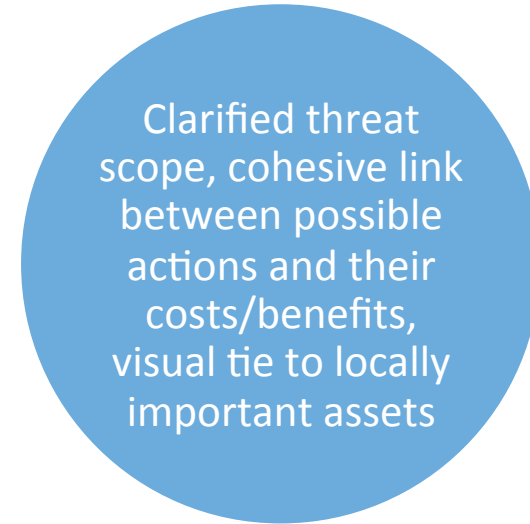 Clarified threat
scope, cohesive link
between possible
actions and their
costs/benefits,
visual tie to locally
important assets